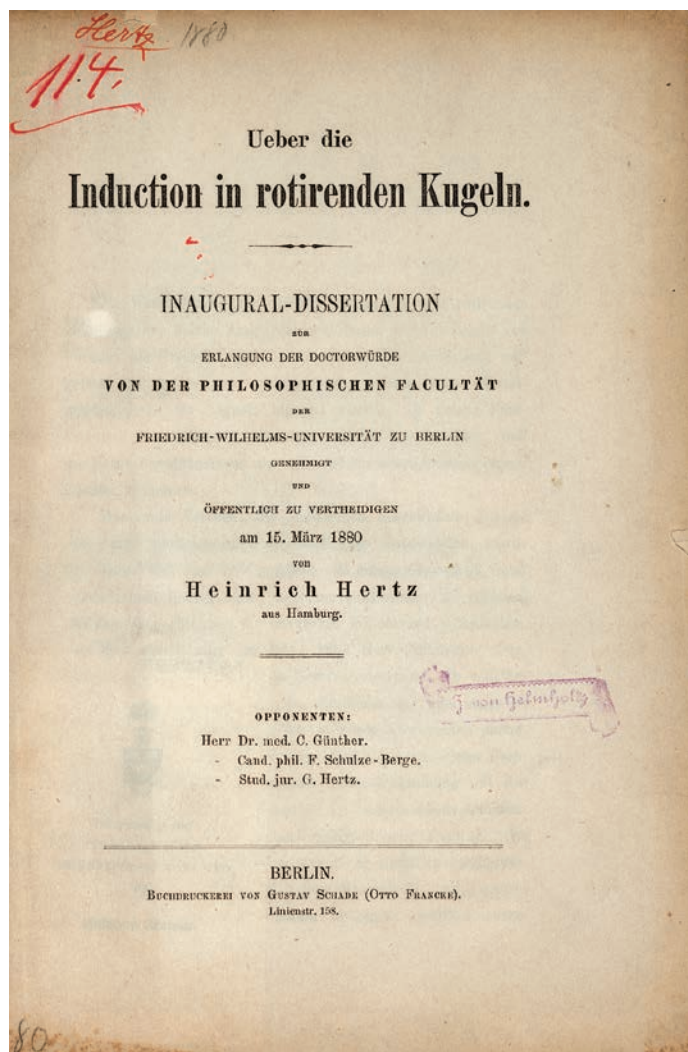 Hertz 1880
114.
Ueber die
Induction in rotirenden Kugeln.
INAUGURAL-DISSERTATION
ZUR
ERLANGUNG DER DOCTORWÜRDE
VON DER PHILOSOPHISCHEN FACULTÄT
DER
FRIEDRICH-WILHELMS-UNIVERSITÄT ZU BERLIN
GENEHMIGT
UND
ÖFFENTLICH ZU VERTHEIDIGEN
am 15. März 1880
von
Heinrich Hertz
aus Hamburg.
von Helmholtz
OPPONENTEN:
Herr Dr. med. C. Günther.
- Cand. phil. F. Schulze-Berge.
- Stud. jur. G. Hertz.
BERLIN.
BUCHDRUCKEREI VON GUSTAV SCHADE (OTTO FRANCKE).
Linienstr. 158.
80